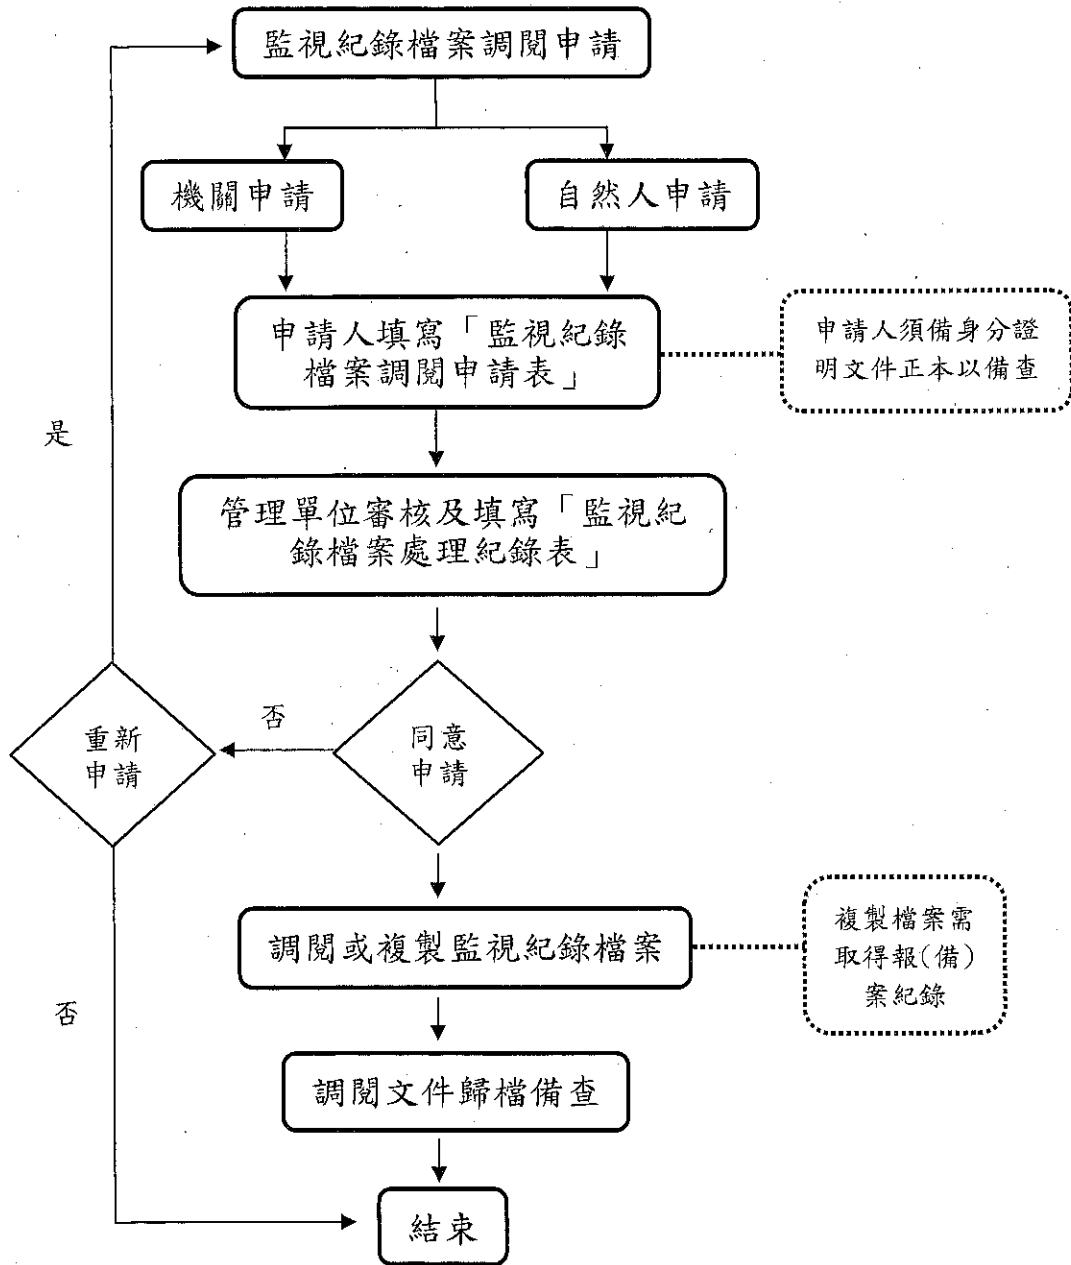 監視紀錄檔案調閱申請
機關申請
自然人申請
申請人填寫「監視紀錄
檔案調閱申請表」
申請人須備身分證
明文件正本以備查
是
管理單位審核及填寫「監視紀
錄檔案處理紀錄表」
重新
申請
否
同意
申請
調閱或複製監視紀錄檔案
複製檔案需
取得報(備)
案紀錄
否
調閱文件歸檔備查
結束